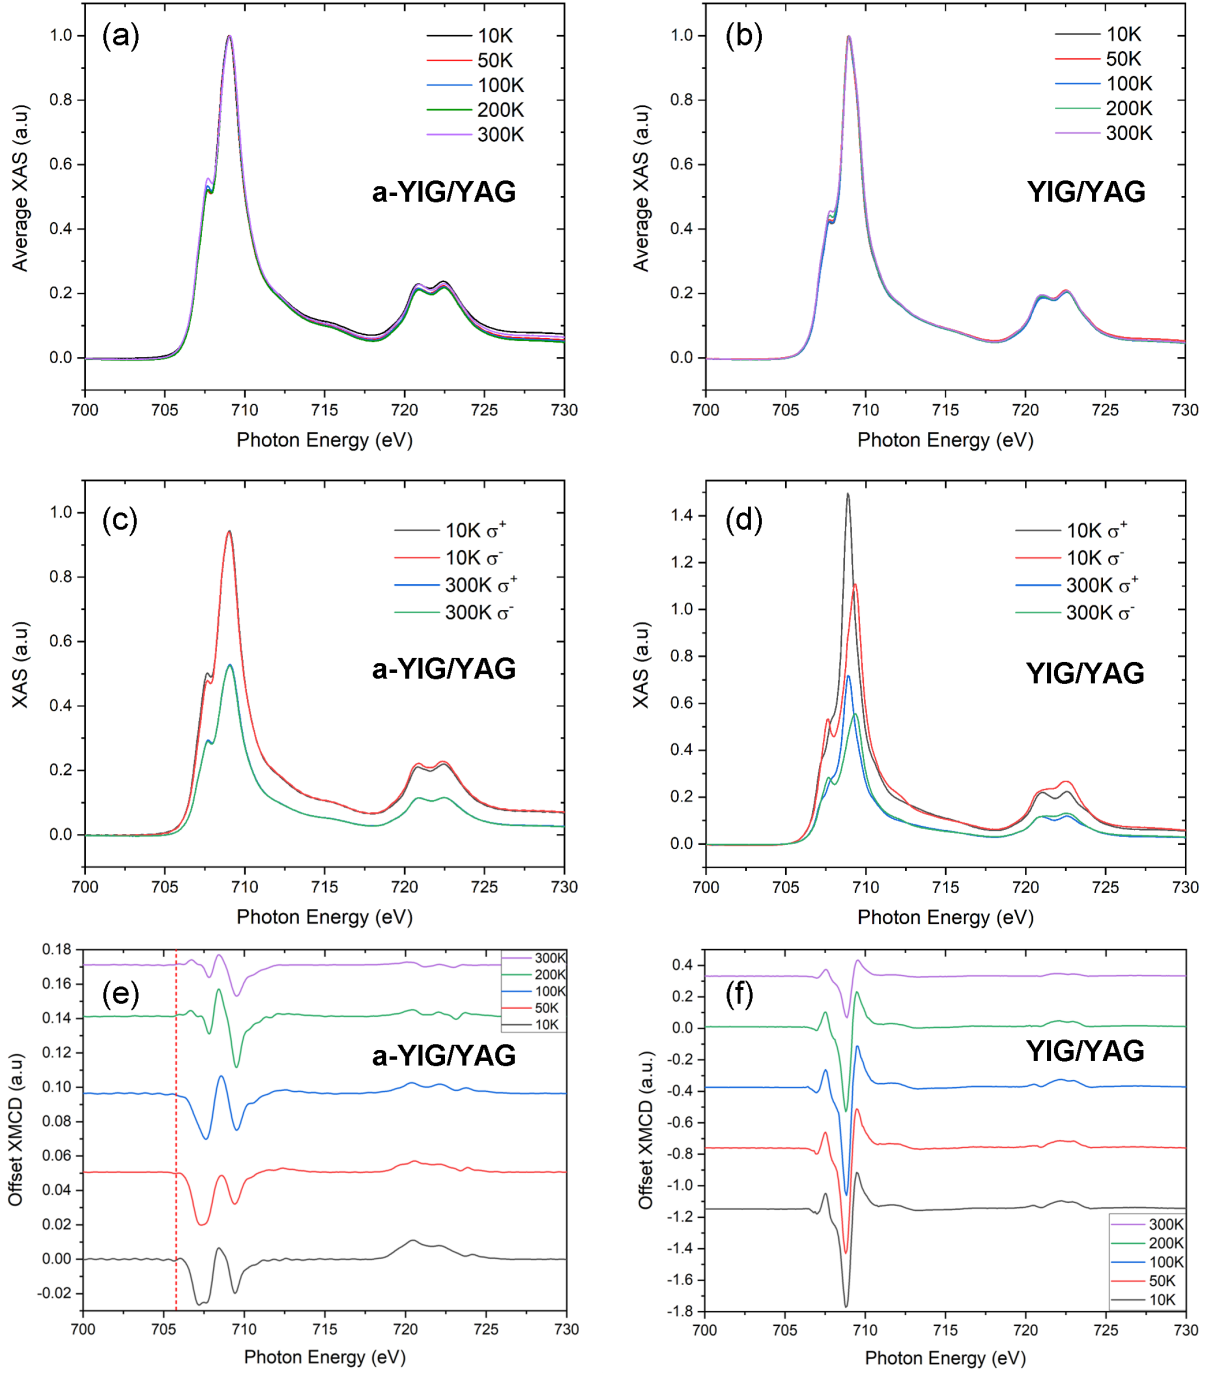 (a)
10K
50K
100K
200K
300K
a-YIG/YAG
Average XAS (a.u)
1.0
0.8
0.6
0.4
0.2
0.0
700 705 710 715 720 725 730
Photon Energy (eV)
(b)
10K
50K
100K
200K
300K
YIG/YAG
Average XAS (a.u)
1.0
0.8
0.6
0.4
0.2
0.0
700 705 710 715 720 725 730
Photon Energy (eV)
(c)
10K σ⁺
10K σ⁻
300K σ⁺
300K σ⁻
a-YIG/YAG
XAS (a.u)
1.0
0.8
0.6
0.4
0.2
0.0
700 705 710 715 720 725 730
Photon Energy (eV)
(d)
10K σ⁺
10K σ⁻
300K σ⁺
300K σ⁻
YIG/YAG
XAS (a.u)
1.4
1.2
1.0
0.8
0.6
0.4
0.2
0.0
700 705 710 715 720 725 730
Photon Energy (eV)
(e)
300K
200K
100K
50K
10K
a-YIG/YAG
Offset XMCD (a.u)
0.18
0.16
0.14
0.12
0.10
0.08
0.06
0.04
0.02
0.00
-0.02
700 705 710 715 720 725 730
Photon Energy (eV)
(f)
YIG/YAG
300K
200K
100K
50K
10K
Offset XMCD (a.u.)
0.4
0.2
0.0
-0.2
-0.4
-0.6
-0.8
-1.0
-1.2
-1.4
-1.6
-1.8
700 705 710 715 720 725 730
Photon Energy (eV)